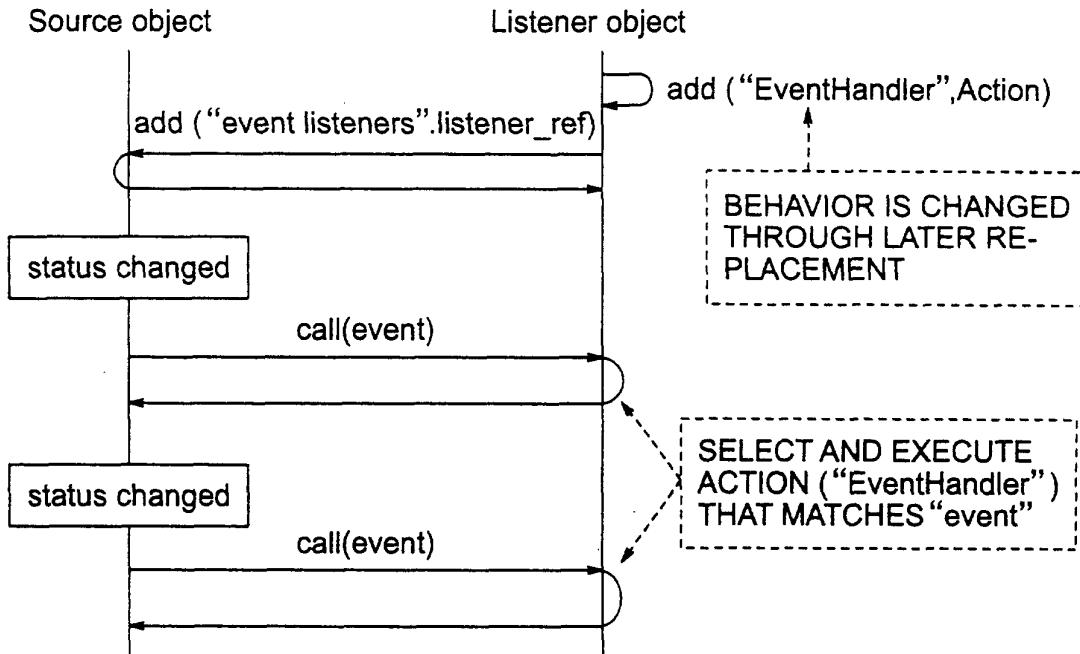 Source object
Listener object
add (“EventHandler”,Action)
add (“event listeners”.listener_ref)
BEHAVIOR IS CHANGED
THROUGH LATER RE-
PLACEMENT
status changed
call(event)
SELECT AND EXECUTE
ACTION (“EventHandler”)
THAT MATCHES “event”
status changed
call(event)